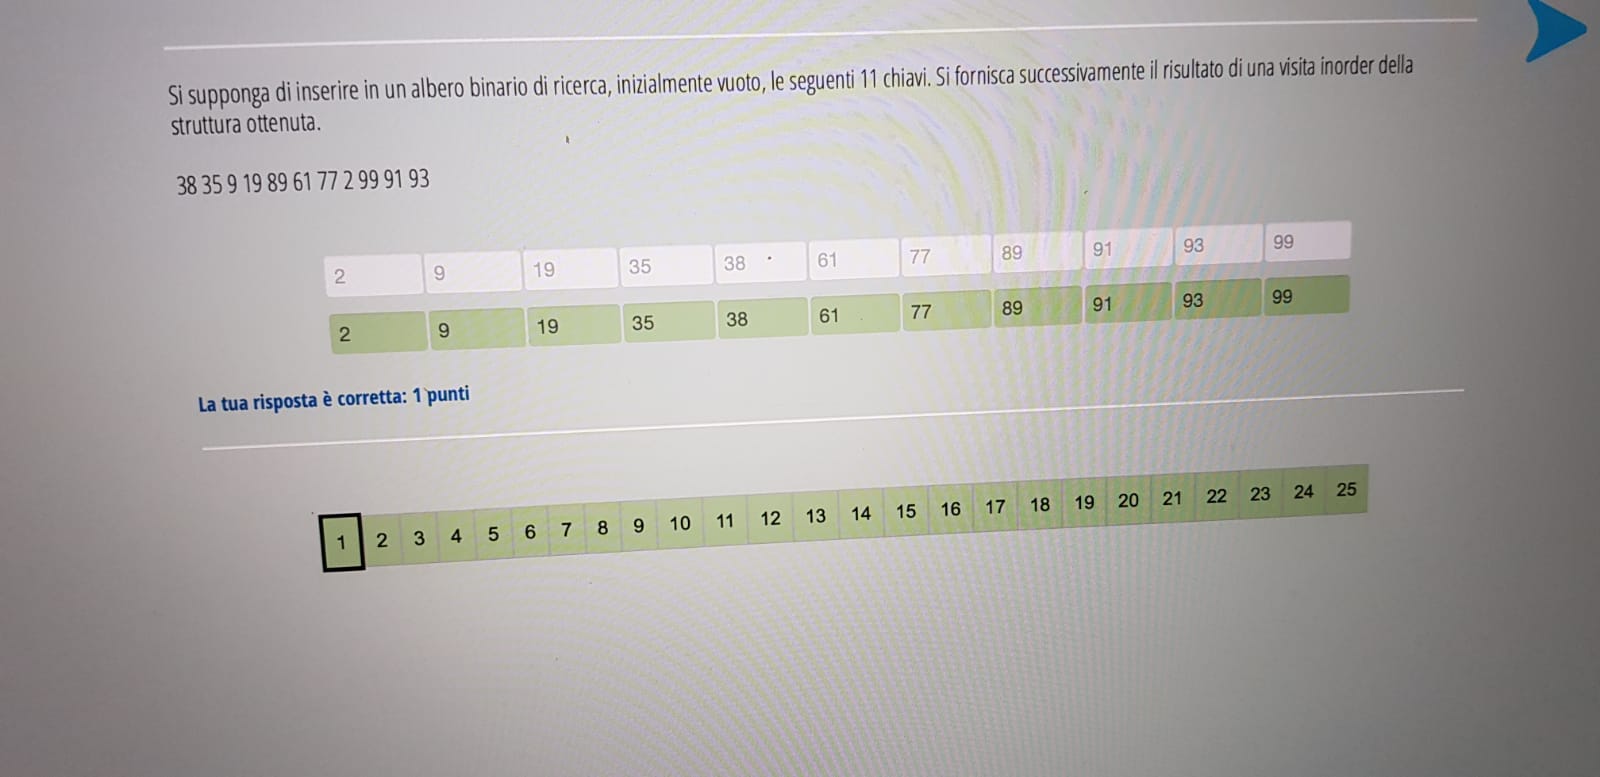 Si supponga di inserire in un albero binario di ricerca, inizialmente vuoto, le seguenti 11 chiavi. Si fornisca successivamente il risultato di una visita inorder della
struttura ottenuta.
38 35 9 19 89 61 77 2 99 91 93
2 9 19 35 38 61 77 89 91 93 99
2 9 19 35 38 61 77 89 91 93 99
La tua risposta è corretta: 1 punti
1 2 3 4 5 6 7 8 9 10 11 12 13 14 15 16 17 18 19 20 21 22 23 24 25